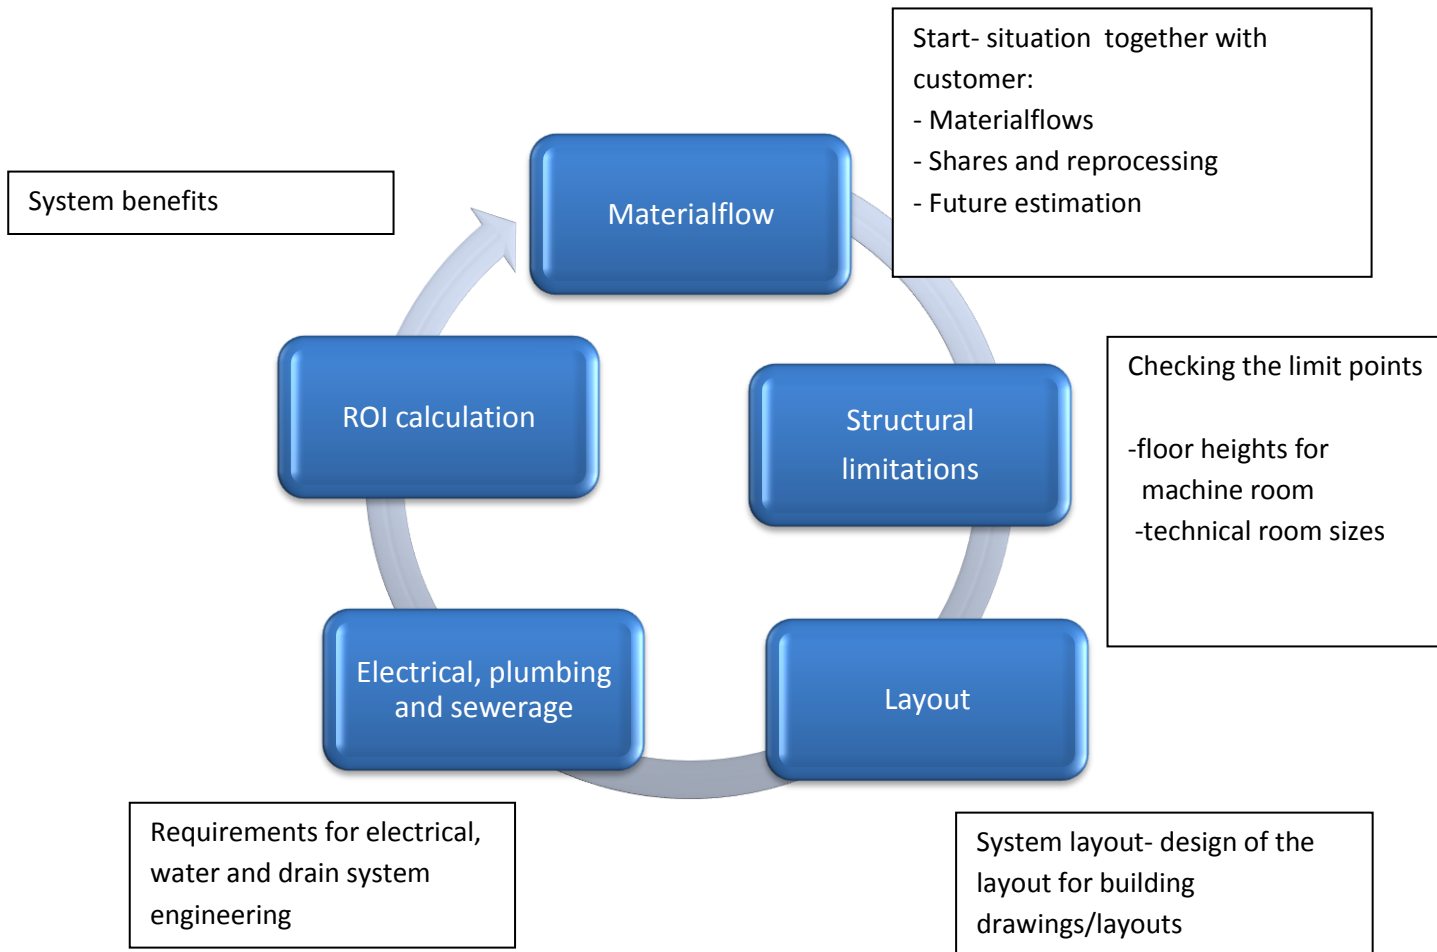 Start- situation  together with
customer:
- Materialflows
- Shares and reprocessing
- Future estimation
Materialflow
System benefits
Checking the limit points
-floor heights for
machine room
-technical room sizes
Structural
limitations
ROI calculation
Layout
Electrical, plumbing
and sewerage
Requirements for electrical,
water and drain system
engineering
System layout- design of the
layout for building
drawings/layouts